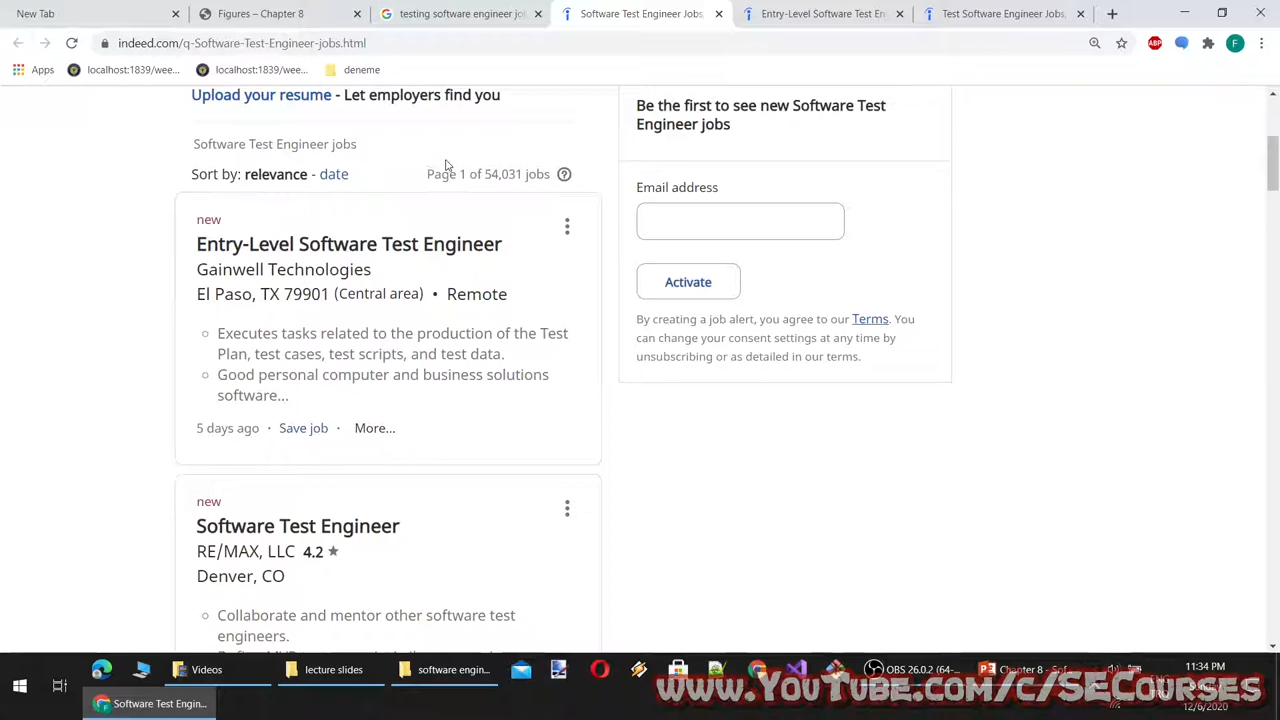 New Tab
Figures – Chapter 8
testing software engineer jo
Software Test Engineer Jobs,
Entry-Level Software Test En
Test Software Engineer Jobs,
indeed.com/q-Software-Test-Engineer-jobs.html
ABP
F
Apps
localhost:1839/wee...
localhost:1839/wee...
deneme
Upload your resume - Let employers find you
Software Test Engineer jobs
Sort by: relevance - date
Page 1 of 54,031 jobs
new
Entry-Level Software Test Engineer
Gainwell Technologies
El Paso, TX 79901 (Central area) • Remote
Executes tasks related to the production of the Test
Plan, test cases, test scripts, and test data.
Good personal computer and business solutions
software...
5 days ago · Save job · More...
new
Software Test Engineer
RE/MAX, LLC 4.2 ★
Denver, CO
Collaborate and mentor other software test
engineers.
Be the first to see new Software Test
Engineer jobs
Email address
Activate
By creating a job alert, you agree to our Terms. You
can change your consent settings at any time by
unsubscribing or as detailed in our terms.
Videos
lecture slides
software engin...
OBS 26.0.2 (64-...
Chapter 8 - Sof...
11:34 PM
Sunday
12/6/2020
Software Test Engin...
www.YouTube.com/c/SECourses